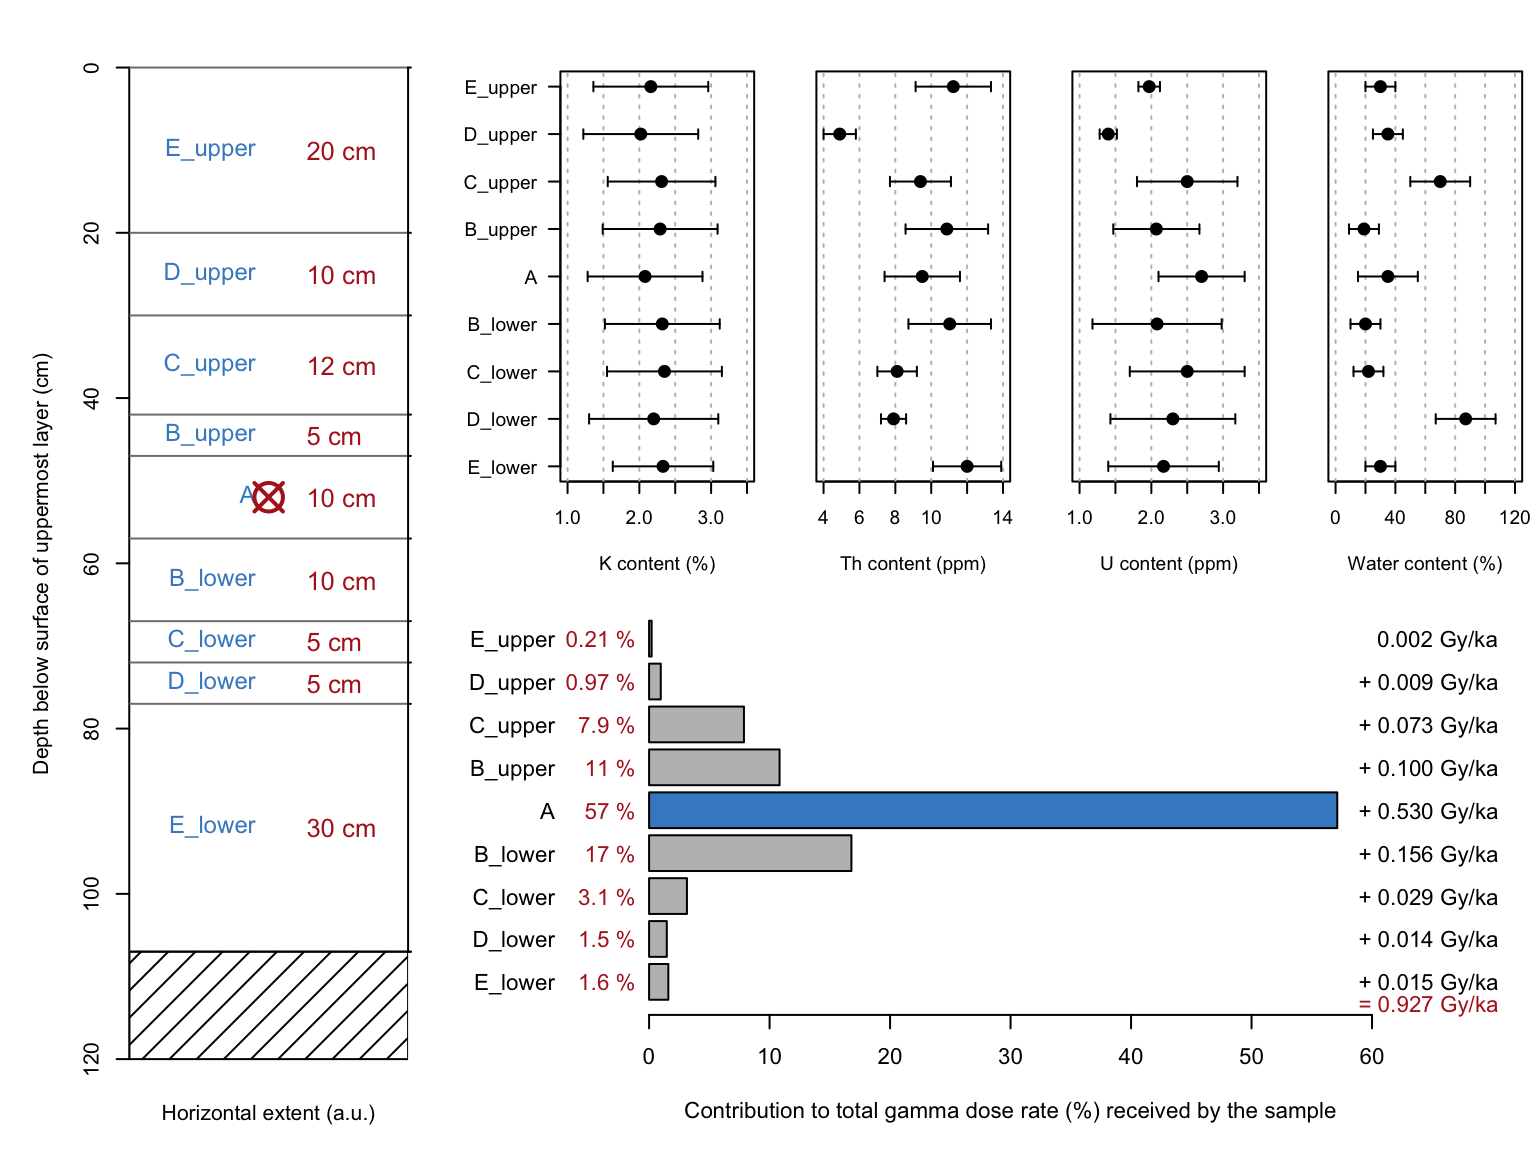 Depth below surface of uppermost layer (cm)
0
20
40
60
80
100
120
E_upper 20 cm
D_upper 10 cm
C_upper 12 cm
B_upper 5 cm
A 10 cm
B_lower 10 cm
C_lower 5 cm
D_lower 5 cm
E_lower 30 cm
Horizontal extent (a.u.)
E_upper
D_upper
C_upper
B_upper
A
B_lower
C_lower
D_lower
E_lower
1.0 2.0 3.0
K content (%)
4 6 8 10 14
Th content (ppm)
1.0 2.0 3.0
U content (ppm)
0 40 80 120
Water content (%)
E_upper 0.21 % 0.002 Gy/ka
D_upper 0.97 % + 0.009 Gy/ka
C_upper 7.9 % + 0.073 Gy/ka
B_upper 11 % + 0.100 Gy/ka
A 57 % + 0.530 Gy/ka
B_lower 17 % + 0.156 Gy/ka
C_lower 3.1 % + 0.029 Gy/ka
D_lower 1.5 % + 0.014 Gy/ka
E_lower 1.6 % + 0.015 Gy/ka
= 0.927 Gy/ka
0 10 20 30 40 50 60
Contribution to total gamma dose rate (%) received by the sample